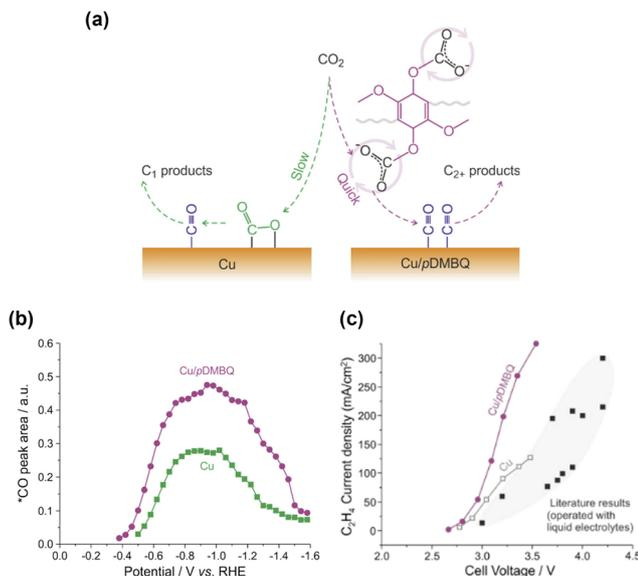 (a)
CO₂
O
C
O⁻
O
O
O
⁻O
C
O
O
Slow
Quick
C₁ products
C₂₊ products
O
C
O
C
O
O
C
O
C
Cu
Cu/pDMBQ
(b)
*CO peak area / a.u.
0.6
0.5
0.4
0.3
0.2
0.1
0.0
Cu/pDMBQ
Cu
0.0 -0.2 -0.4 -0.6 -0.8 -1.0 -1.2 -1.4 -1.6
Potential / V vs. RHE
(c)
C₂H₄ Current density (mA/cm²)
300
250
200
150
100
50
0
Cu/pDMBQ
Cu
Literature results
(operated with
liquid electrolytes)
2.0 2.5 3.0 3.5 4.0 4.5
Cell Voltage / V